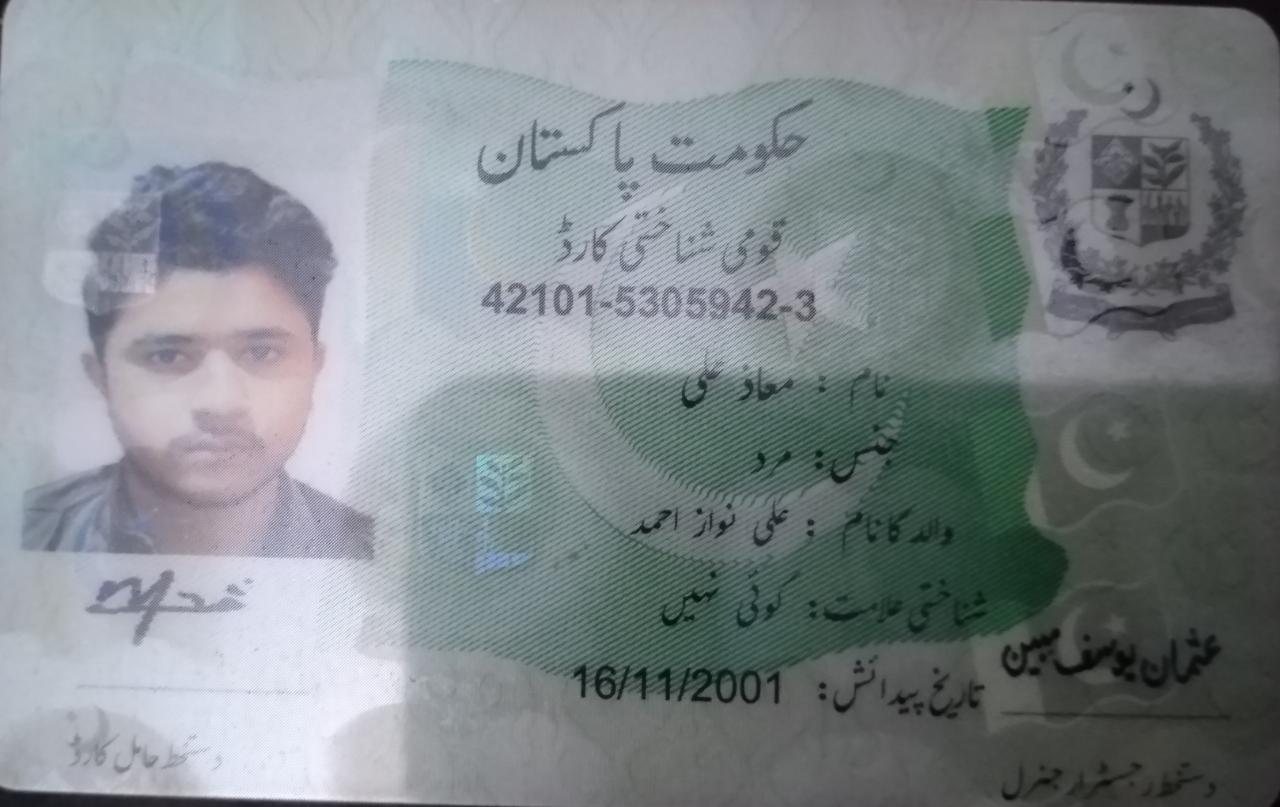 حکومت پاکستان
قومی شناختی کارڈ
42101-5305942-3
نام : معاذ علی
جنس: مرد
والد کا نام : علی نواز احمد
شناختی علامت: کوئی نہیں
تاریخ پیدائش: 16/11/2001
عثمان یوسف مبین
دستخط حامل کارڈ
دستخط رجسٹرار جنرل